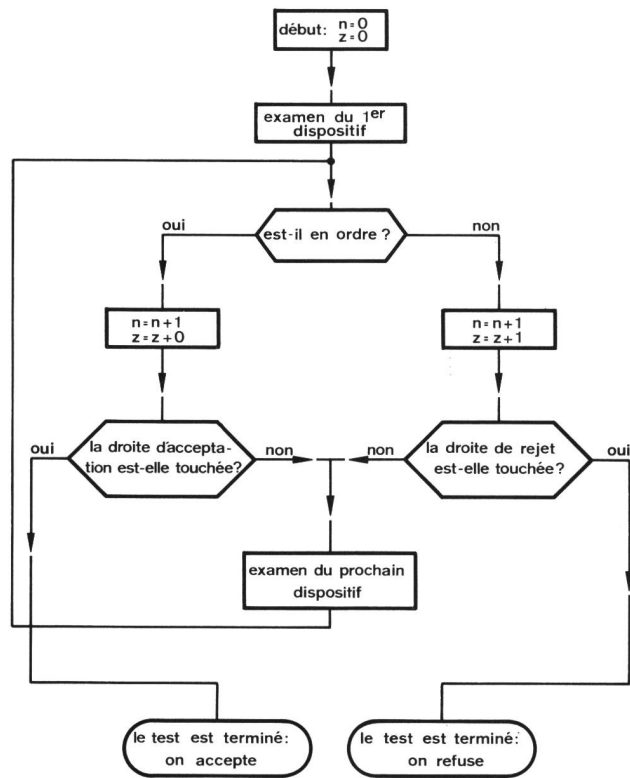 début: n=0
z=0
examen du 1er
dispositif
est-il en ordre?
oui
non
n=n+1
z=z+0
n=n+1
z=z+1
oui
la droite d'accepta-
tion est-elle touchée?
non
non
la droite de rejet
est-elle touchée?
oui
examen du prochain
dispositif
le test est terminé:
on accepte
le test est terminé:
on refuse